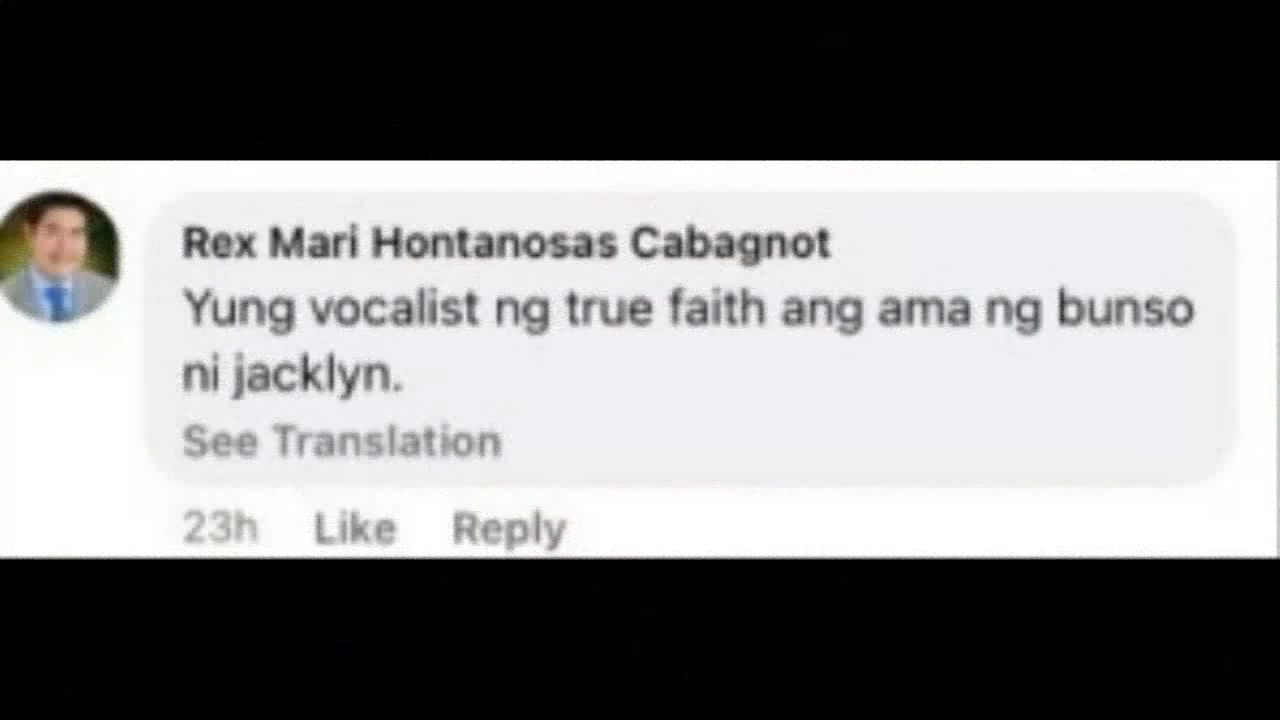 Rex Mari Hontanosas Cabagnot
Yung vocalist ng true faith ang ama ng bunso
ni jacklyn.
See Translation
23h Like Reply